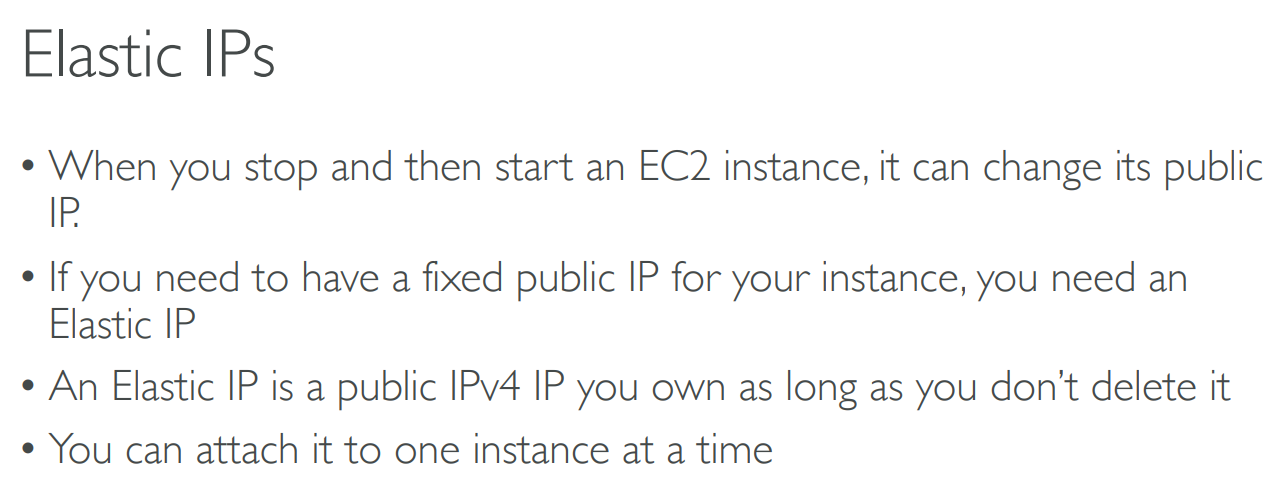 Elastic IPs
• When you stop and then start an EC2 instance, it can change its public
IP.
• If you need to have a fixed public IP for your instance, you need an
Elastic IP
• An Elastic IP is a public IPv4 IP you own as long as you don’t delete it
• You can attach it to one instance at a time